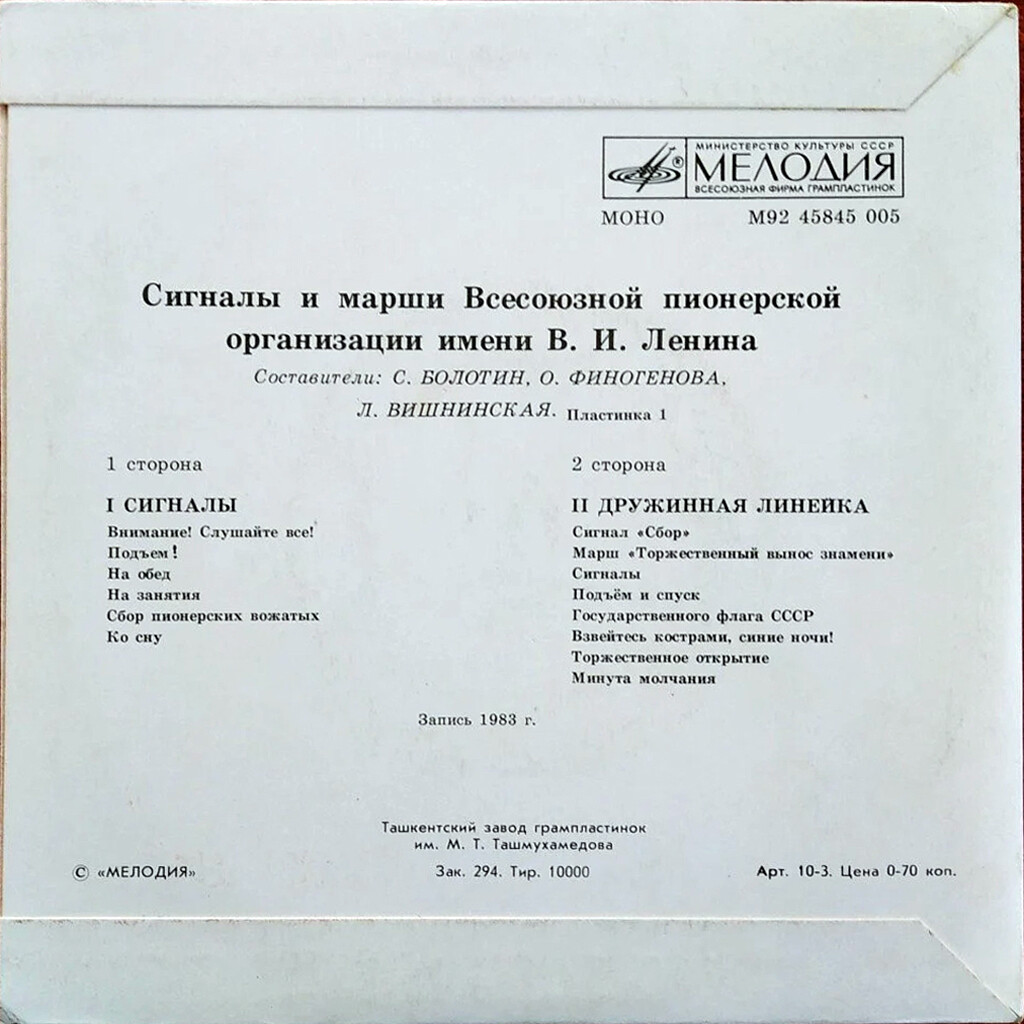 МИНИСТЕРСТВО КУЛЬТУРЫ СССР
® МЕЛОДИЯ
ВСЕСОЮЗНАЯ ФИРМА ГРАМПЛАСТИНОК
МОНО М92 45845 005
Сигналы и марши Всесоюзной пионерской
организации имени В. И. Ленина
Составители: С. БОЛОТИН, О. ФИНОГЕНОВА,
Л. ВИШНИНСКАЯ. Пластинка 1
1 сторона
I СИГНАЛЫ
Внимание! Слушайте все!
Подъем!
На обед
На занятия
Сбор пионерских вожатых
Ко сну
2 сторона
II ДРУЖИННАЯ ЛИНЕЙКА
Сигнал «Сбор»
Марш «Торжественный вынос знамени»
Сигналы
Подъём и спуск
Государственного флага СССР
Взвейтесь кострами, синие ночи!
Торжественное открытие
Минута молчания
Запись 1983 г.
Ташкентский завод грампластинок
им. М. Т. Ташмухамедова
© «МЕЛОДИЯ» Зак. 294. Тир. 10000 Арт. 10-3. Цена 0-70 коп.